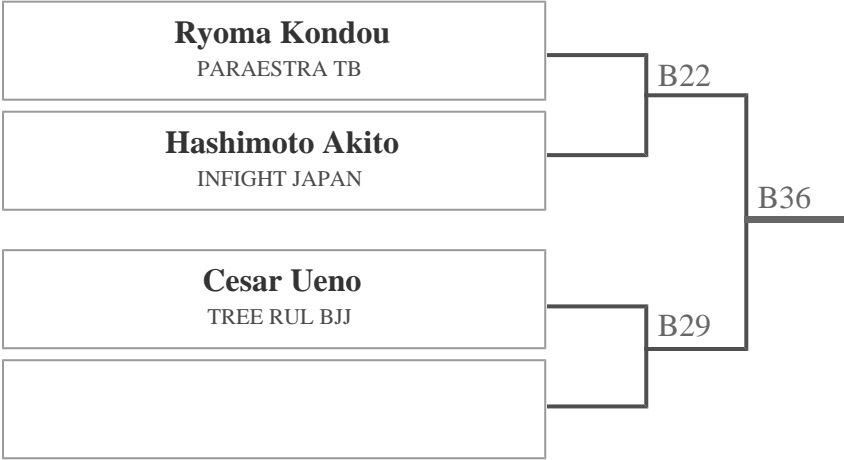 Ryoma Kondou
PARAESTRA TB
B22
Hashimoto Akito
INFIGHT JAPAN
B36
Cesar Ueno
TREE RUL BJJ
B29